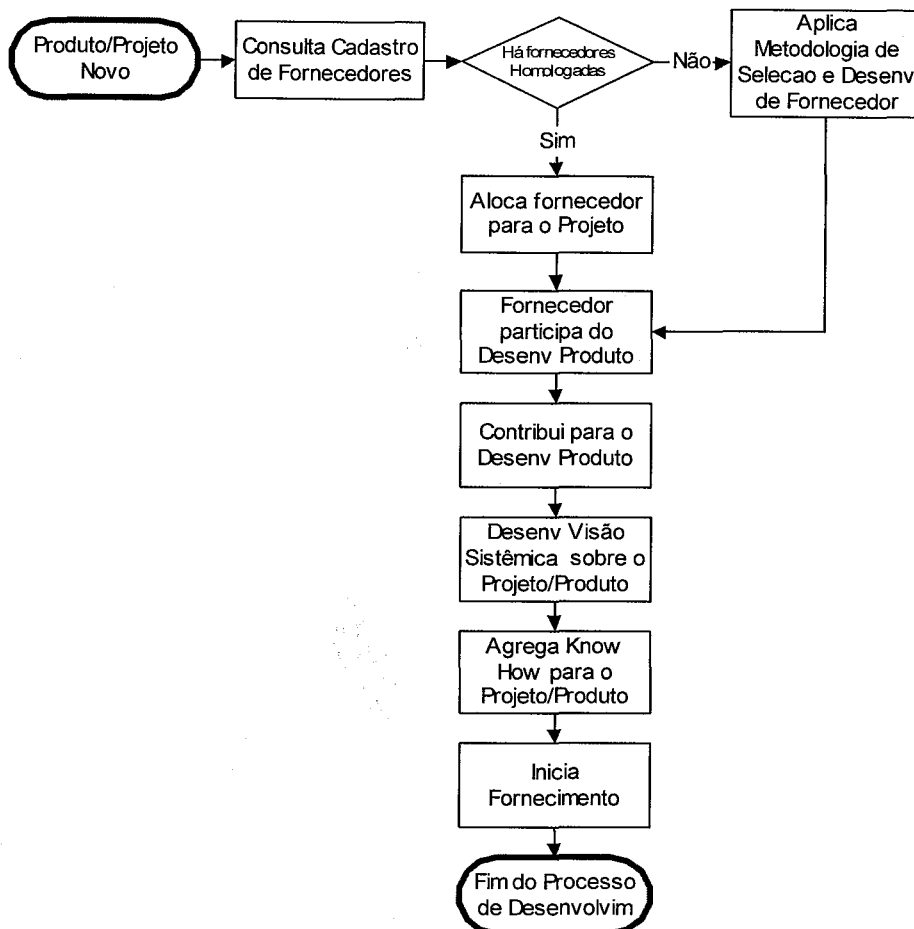 Produto/Projeto
Novo
Consulta Cadastro
de Fornecedores
Há fornecedores
Homologadas
Não
Aplica
Metodologia de
Selecao e Desenv
de Fornecedor
Sim
Aloca fornecedor
para o Projeto
Fornecedor
participa do
Desenv Produto
Contribui para o
Desenv Produto
Desenv Visão
Sistêmica sobre o
Projeto/Produto
Agrega Know
How para o
Projeto/Produto
Inicia
Fornecimento
Fim do Processo
de Desenvolvim